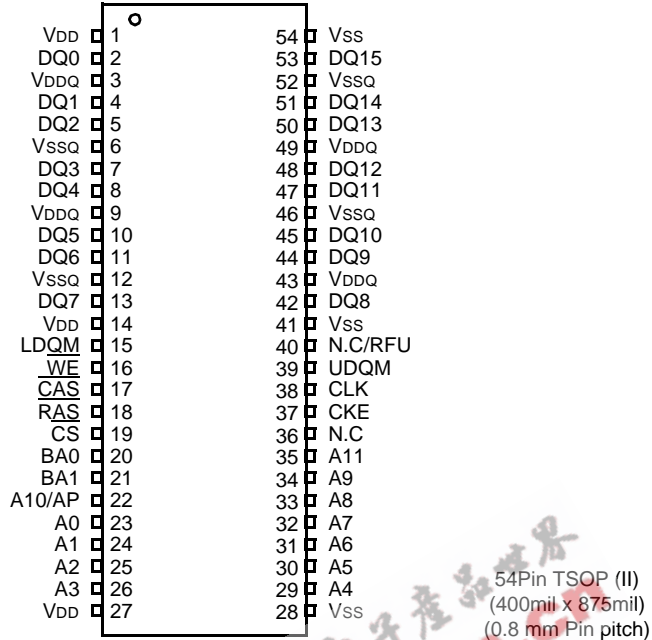 VDD 1 54 VSS
DQ0 2 53 DQ15
VDDQ 3 52 VSSQ
DQ1 4 51 DQ14
DQ2 5 50 DQ13
VSSQ 6 49 VDDQ
DQ3 7 48 DQ12
DQ4 8 47 DQ11
VDDQ 9 46 VSSQ
DQ5 10 45 DQ10
DQ6 11 44 DQ9
VSSQ 12 43 VDDQ
DQ7 13 42 DQ8
VDD 14 41 VSS
LDQM 15 40 N.C/RFU
WE 16 39 UDQM
CAS 17 38 CLK
RAS 18 37 CKE
CS 19 36 N.C
BA0 20 35 A11
BA1 21 34 A9
A10/AP 22 33 A8
A0 23 32 A7
A1 24 31 A6
A2 25 30 A5
A3 26 29 A4
VDD 27 28 VSS
54Pin TSOP (II)
(400mil x 875mil)
(0.8 mm Pin pitch)
子產品世界